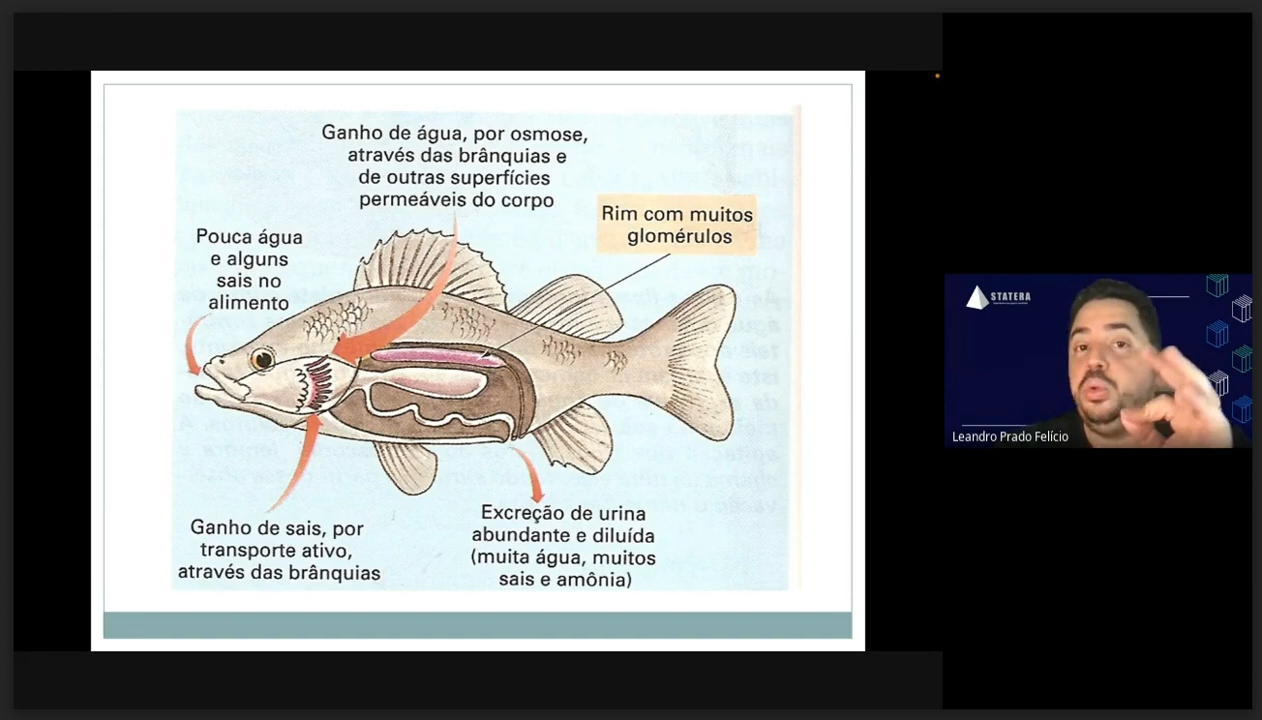 Ganho de água, por osmose,
através das brânquias e
de outras superfícies
permeáveis do corpo
Rim com muitos
glomérulos
Pouca água
e alguns
sais no
alimento
Ganho de sais, por
transporte ativo,
através das brânquias
Excreção de urina
abundante e diluída
(muita água, muitos
sais e amônia)
STATERA
Leandro Prado Felício